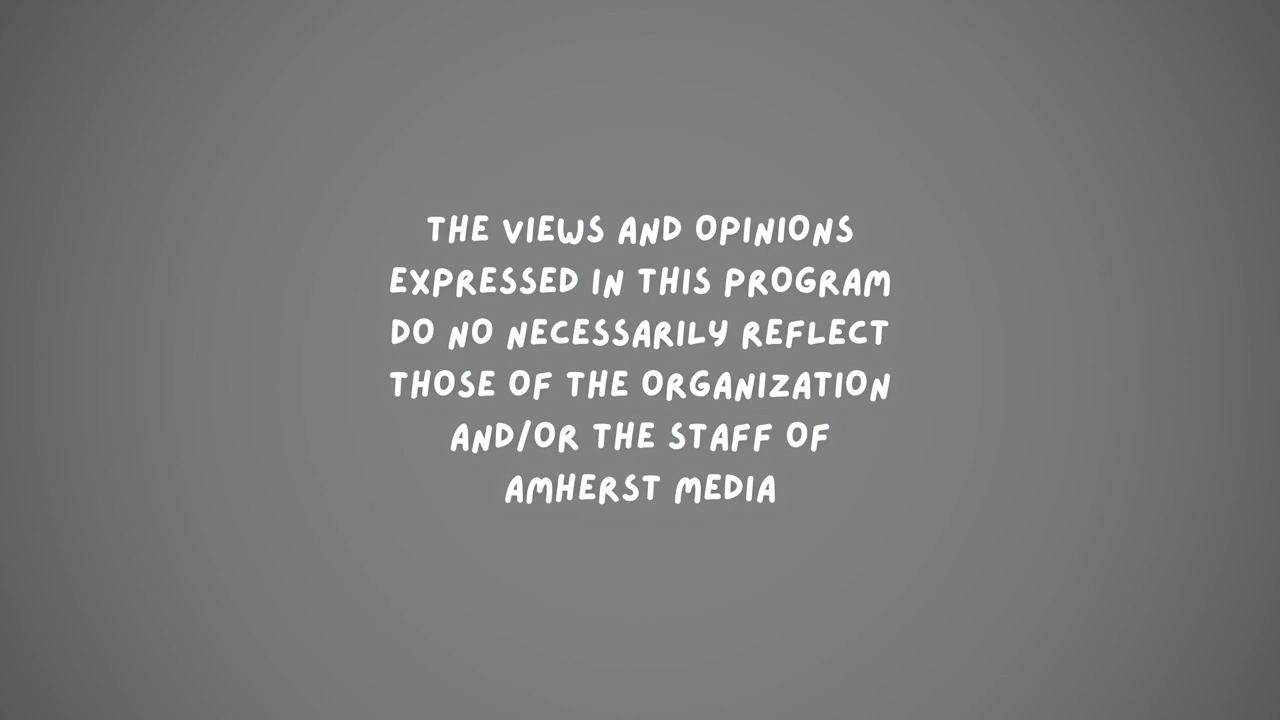 THE VIEWS AND OPINIONS
EXPRESSED IN THIS PROGRAM
DO NO NECESSARILY REFLECT
THOSE OF THE ORGANIZATION
AND/OR THE STAFF OF
AMHERST MEDIA